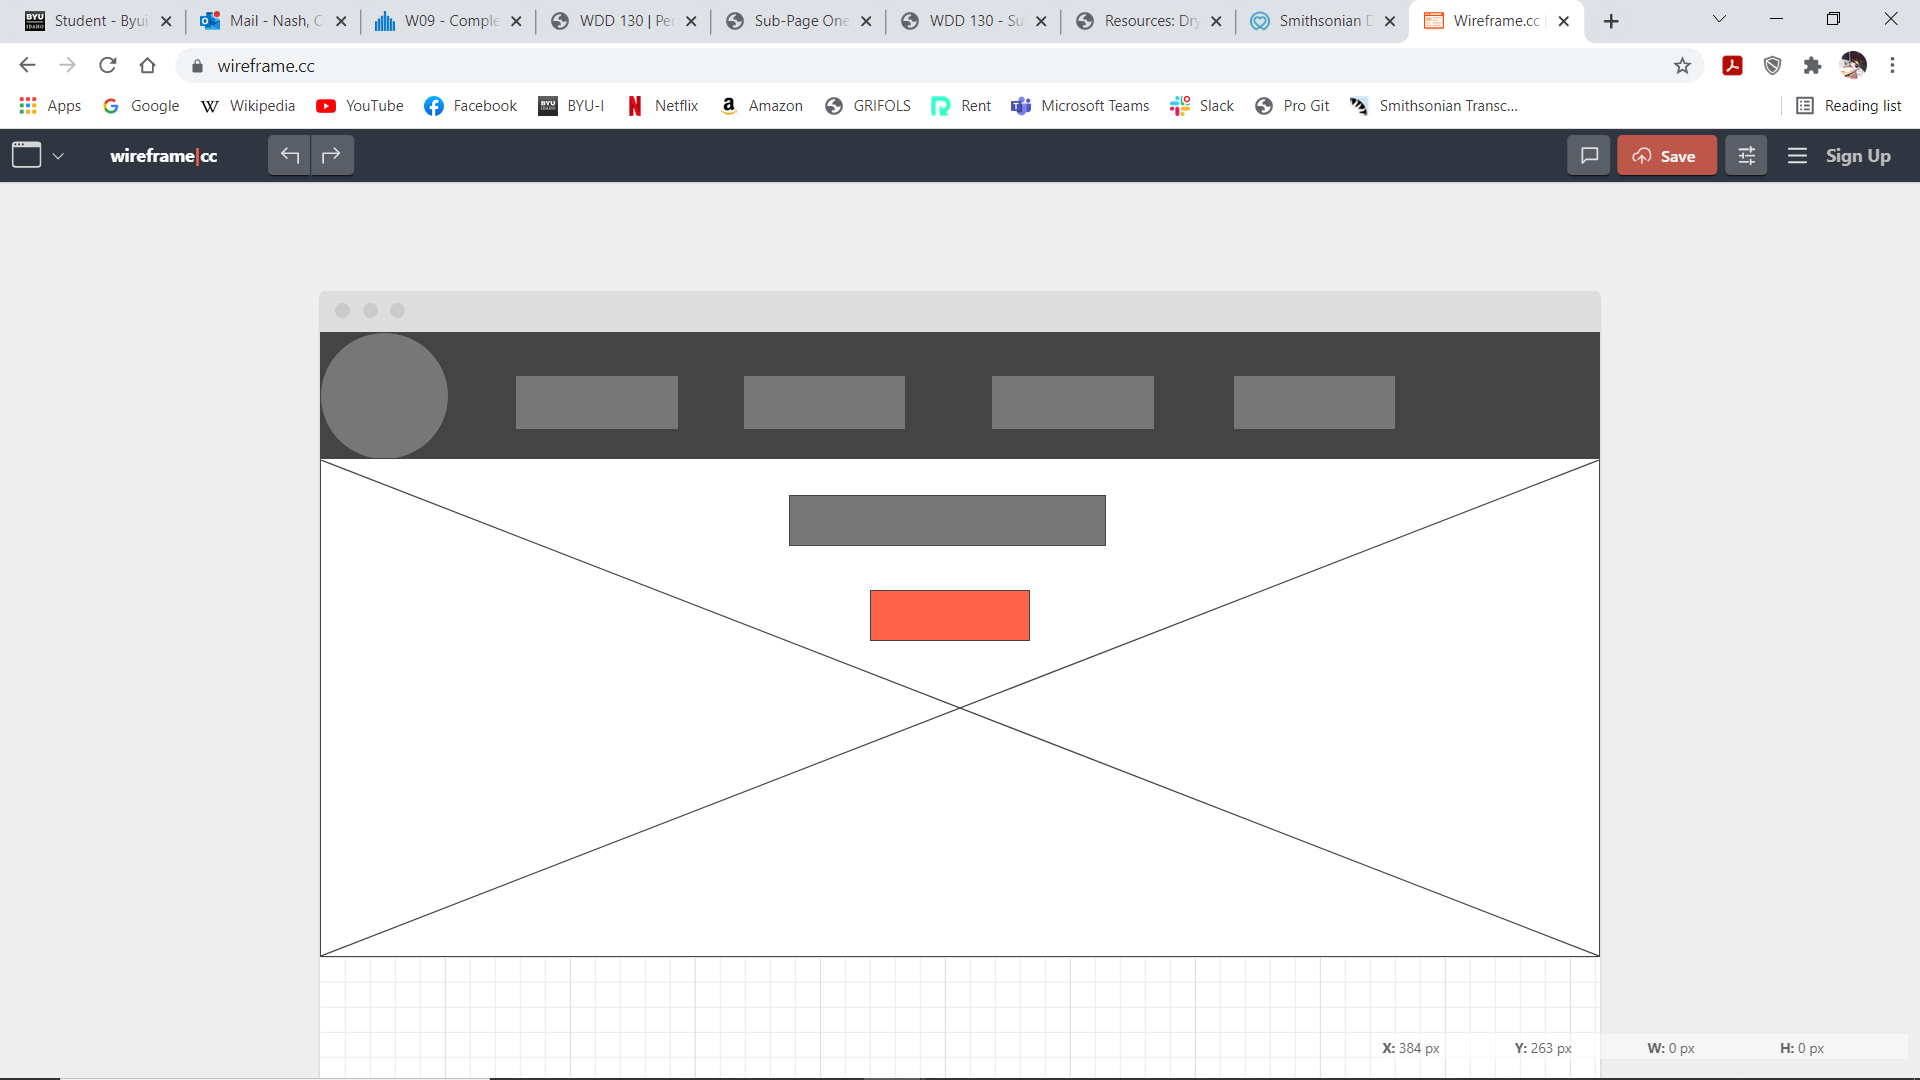 Student - Byui Mail - Nash, C W09 - Comple WDD 130 | Per Sub-Page One WDD 130 - Su Resources: Dry Smithsonian D Wireframe.cc |
wireframe.cc
Apps Google Wikipedia YouTube Facebook BYU-I Netflix Amazon GRIFOLS Rent Microsoft Teams Slack Pro Git Smithsonian Transc... Reading list
wireframe|cc Save Sign Up
X: 384 px Y: 263 px W: 0 px H: 0 px